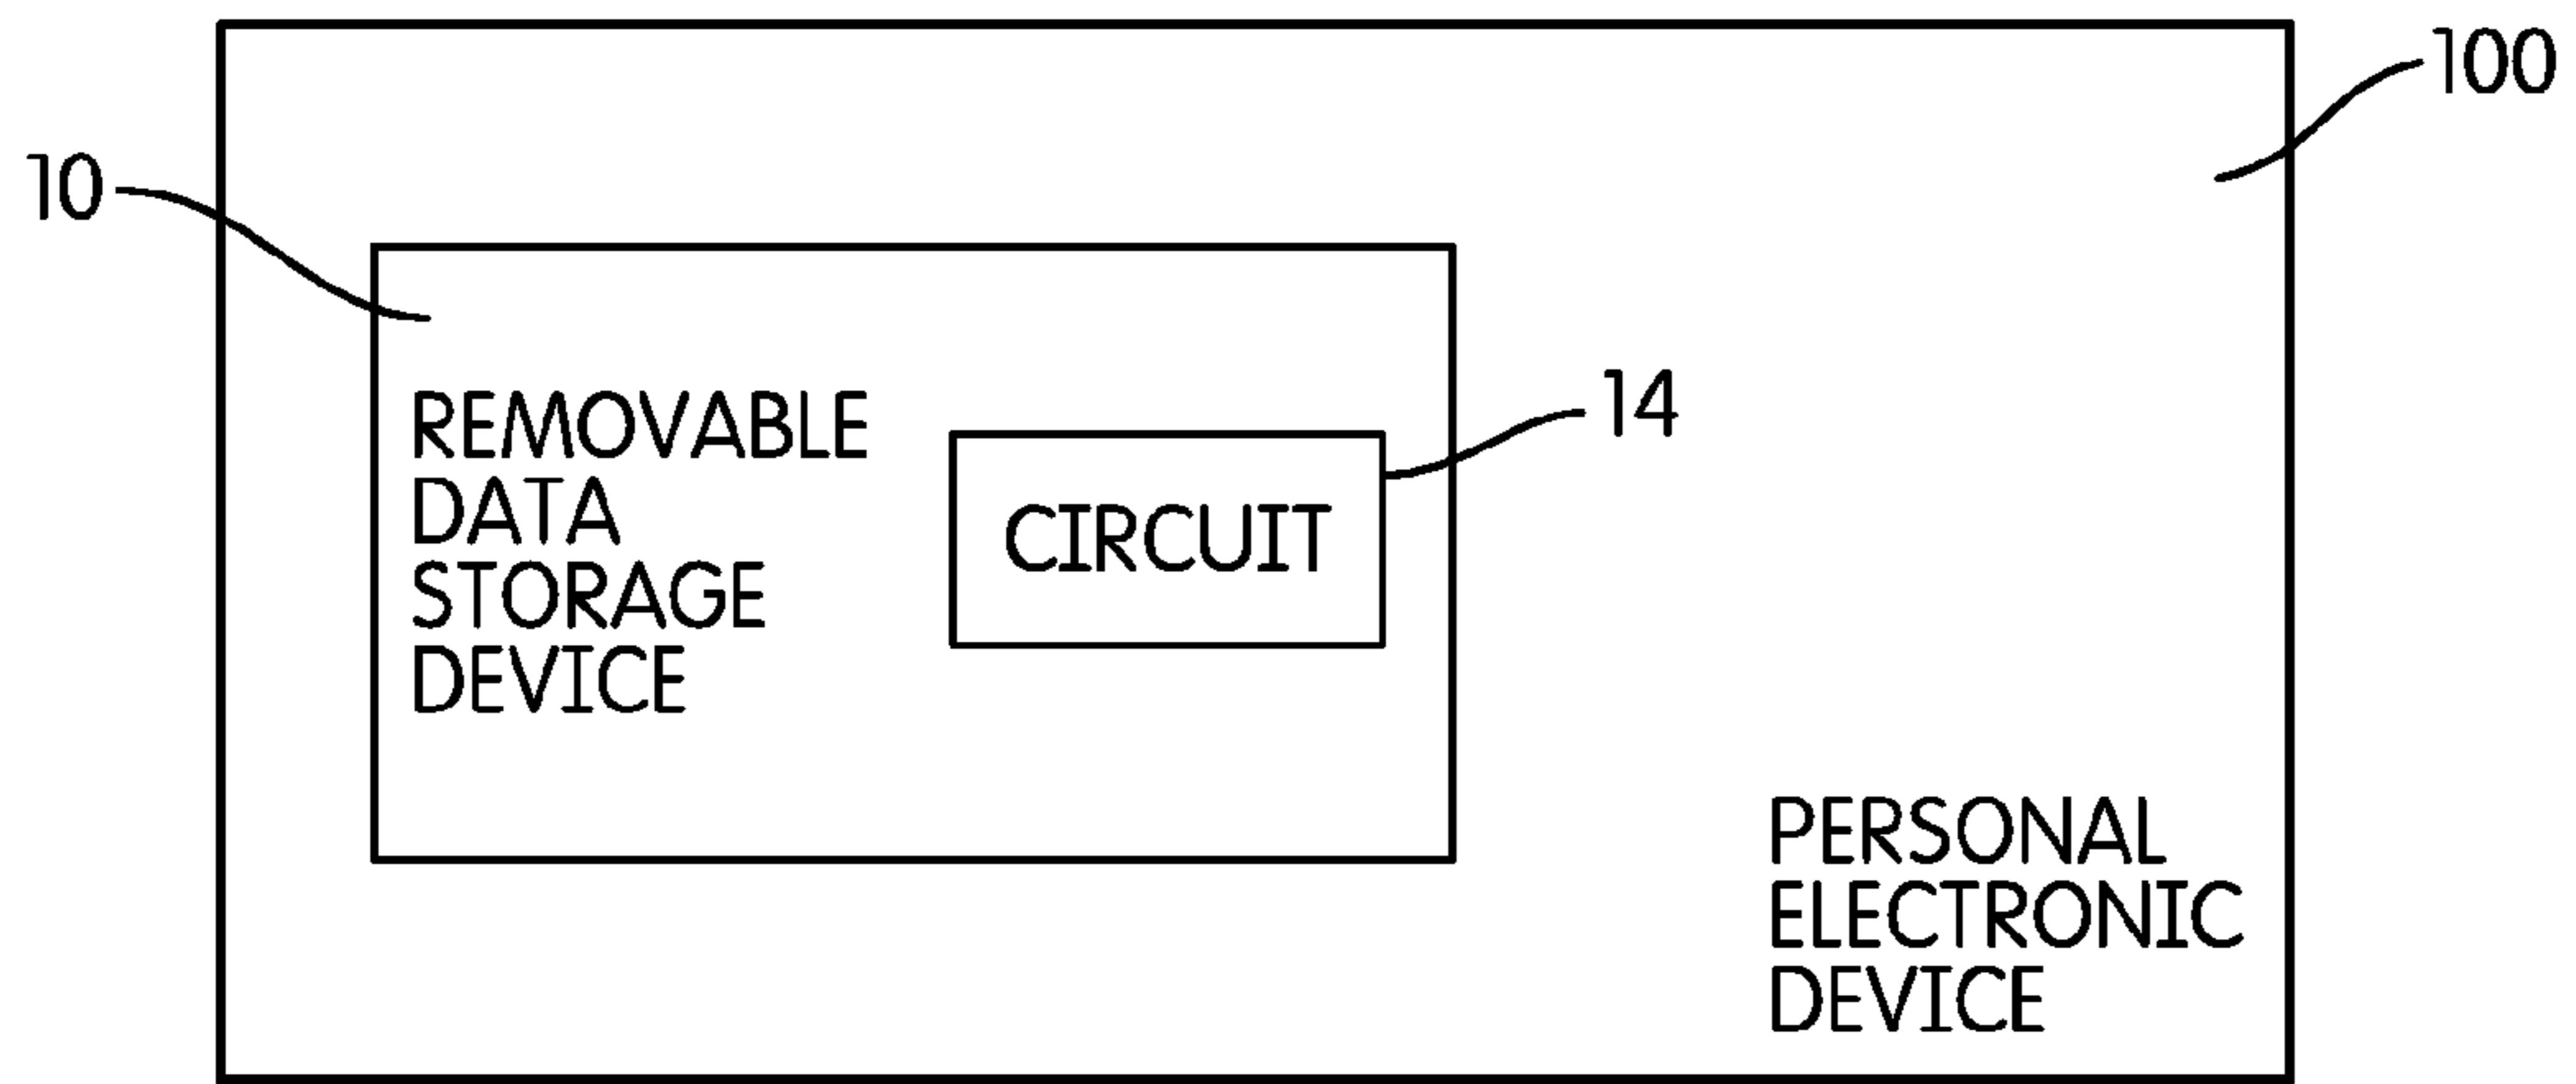 100
10
14
REMOVABLE
DATA
STORAGE
DEVICE
CIRCUIT
PERSONAL
ELECTRONIC
DEVICE